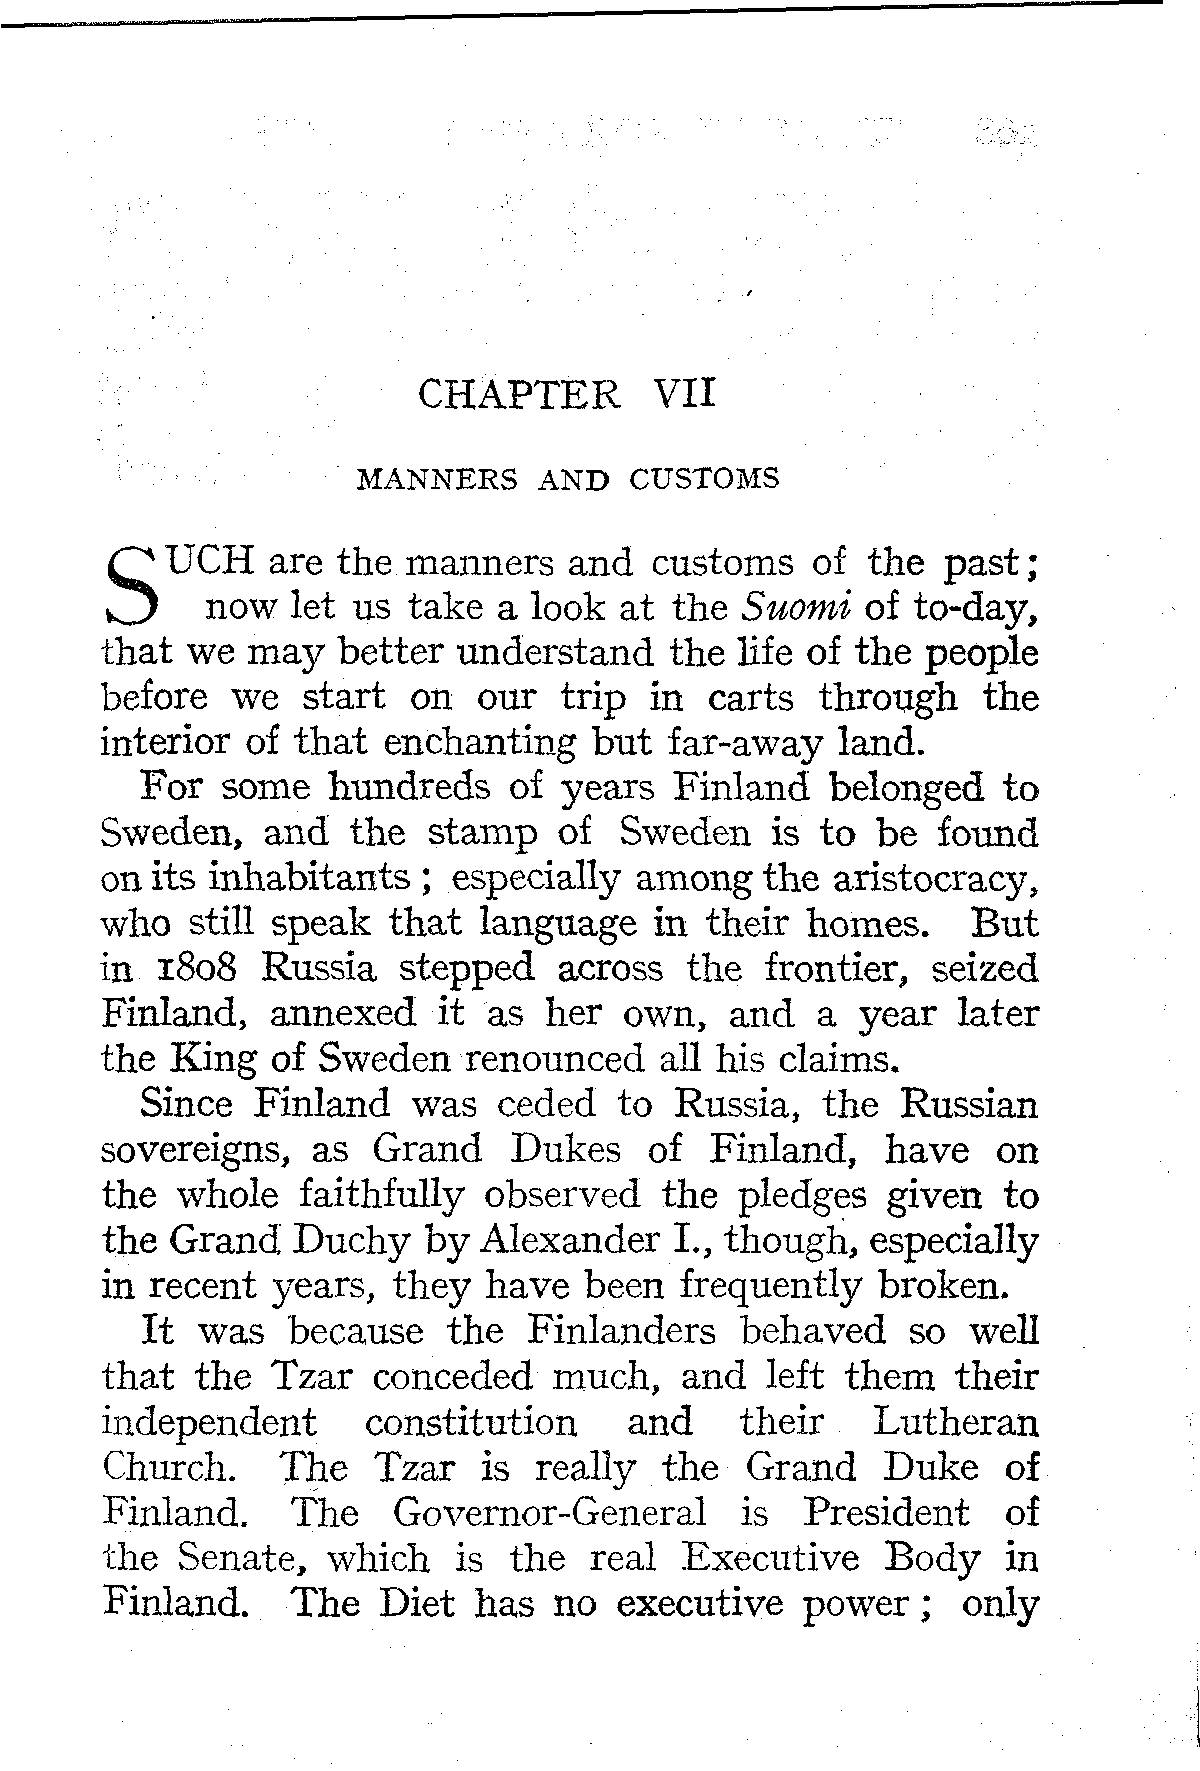 CHAPTER VII
MANNERS AND CUSTOMS
SUCH are the manners and customs of the past;
now let us take a look at the Suomi of to-day,
that we may better understand the life of the people
before we start on our trip in carts through the
interior of that enchanting but far-away land.
For some hundreds of years Finland belonged to
Sweden, and the stamp of Sweden is to be found
on its inhabitants; especially among the aristocracy,
who still speak that language in their homes. But
in 1808 Russia stepped across the frontier, seized
Finland, annexed it as her own, and a year later
the King of Sweden renounced all his claims.
Since Finland was ceded to Russia, the Russian
sovereigns, as Grand Dukes of Finland, have on
the whole faithfully observed the pledges given to
the Grand Duchy by Alexander I., though, especially
in recent years, they have been frequently broken.
It was because the Finlanders behaved so well
that the Tzar conceded much, and left them their
independent constitution and their Lutheran
Church. The Tzar is really the Grand Duke of
Finland. The Governor-General is President of
the Senate, which is the real Executive Body in
Finland. The Diet has no executive power; only